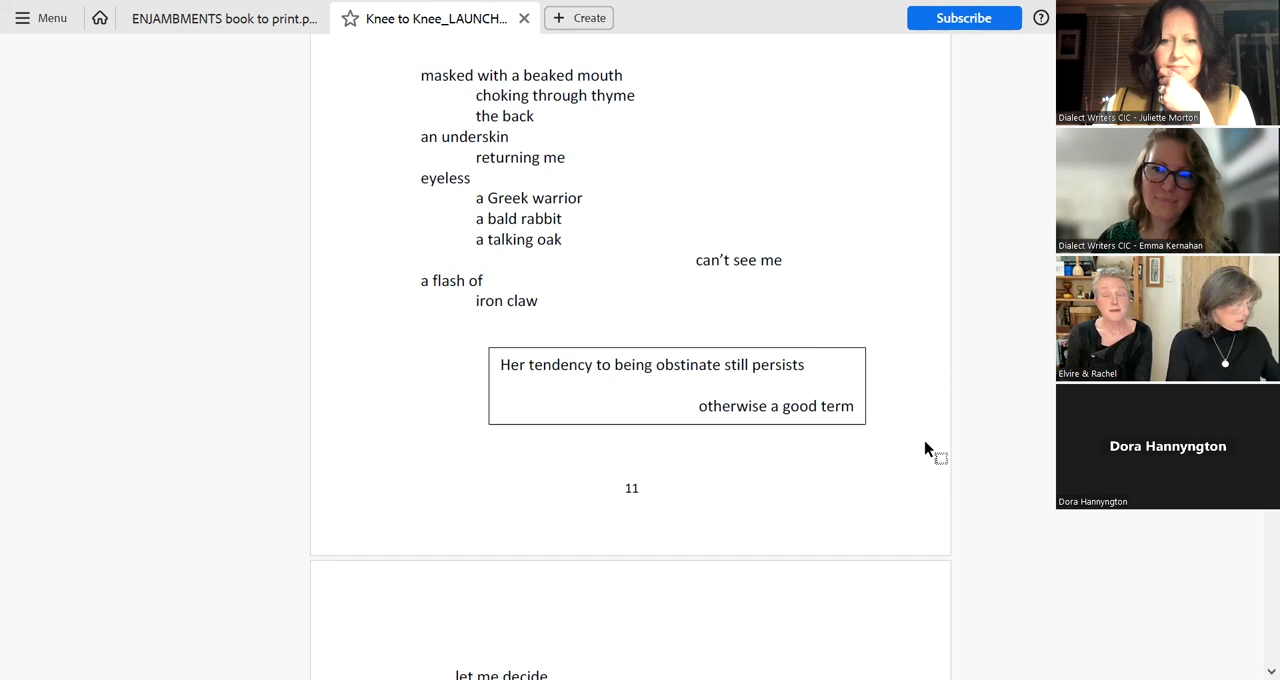 Menu
ENJAMBMENTS book to print.p...
Knee to Knee_LAUNCH...
Create
Subscribe
masked with a beaked mouth
choking through thyme
the back
an underskin
returning me
eyeless
a Greek warrior
a bald rabbit
a talking oak
can't see me
a flash of
iron claw
Her tendency to being obstinate still persists
otherwise a good term
11
let me decide
Dialect Writers CIC - Juliette Morton
Dialect Writers CIC - Emma Kernahan
Elvire & Rachel
Dora Hannyngton
Dora Hannyngton